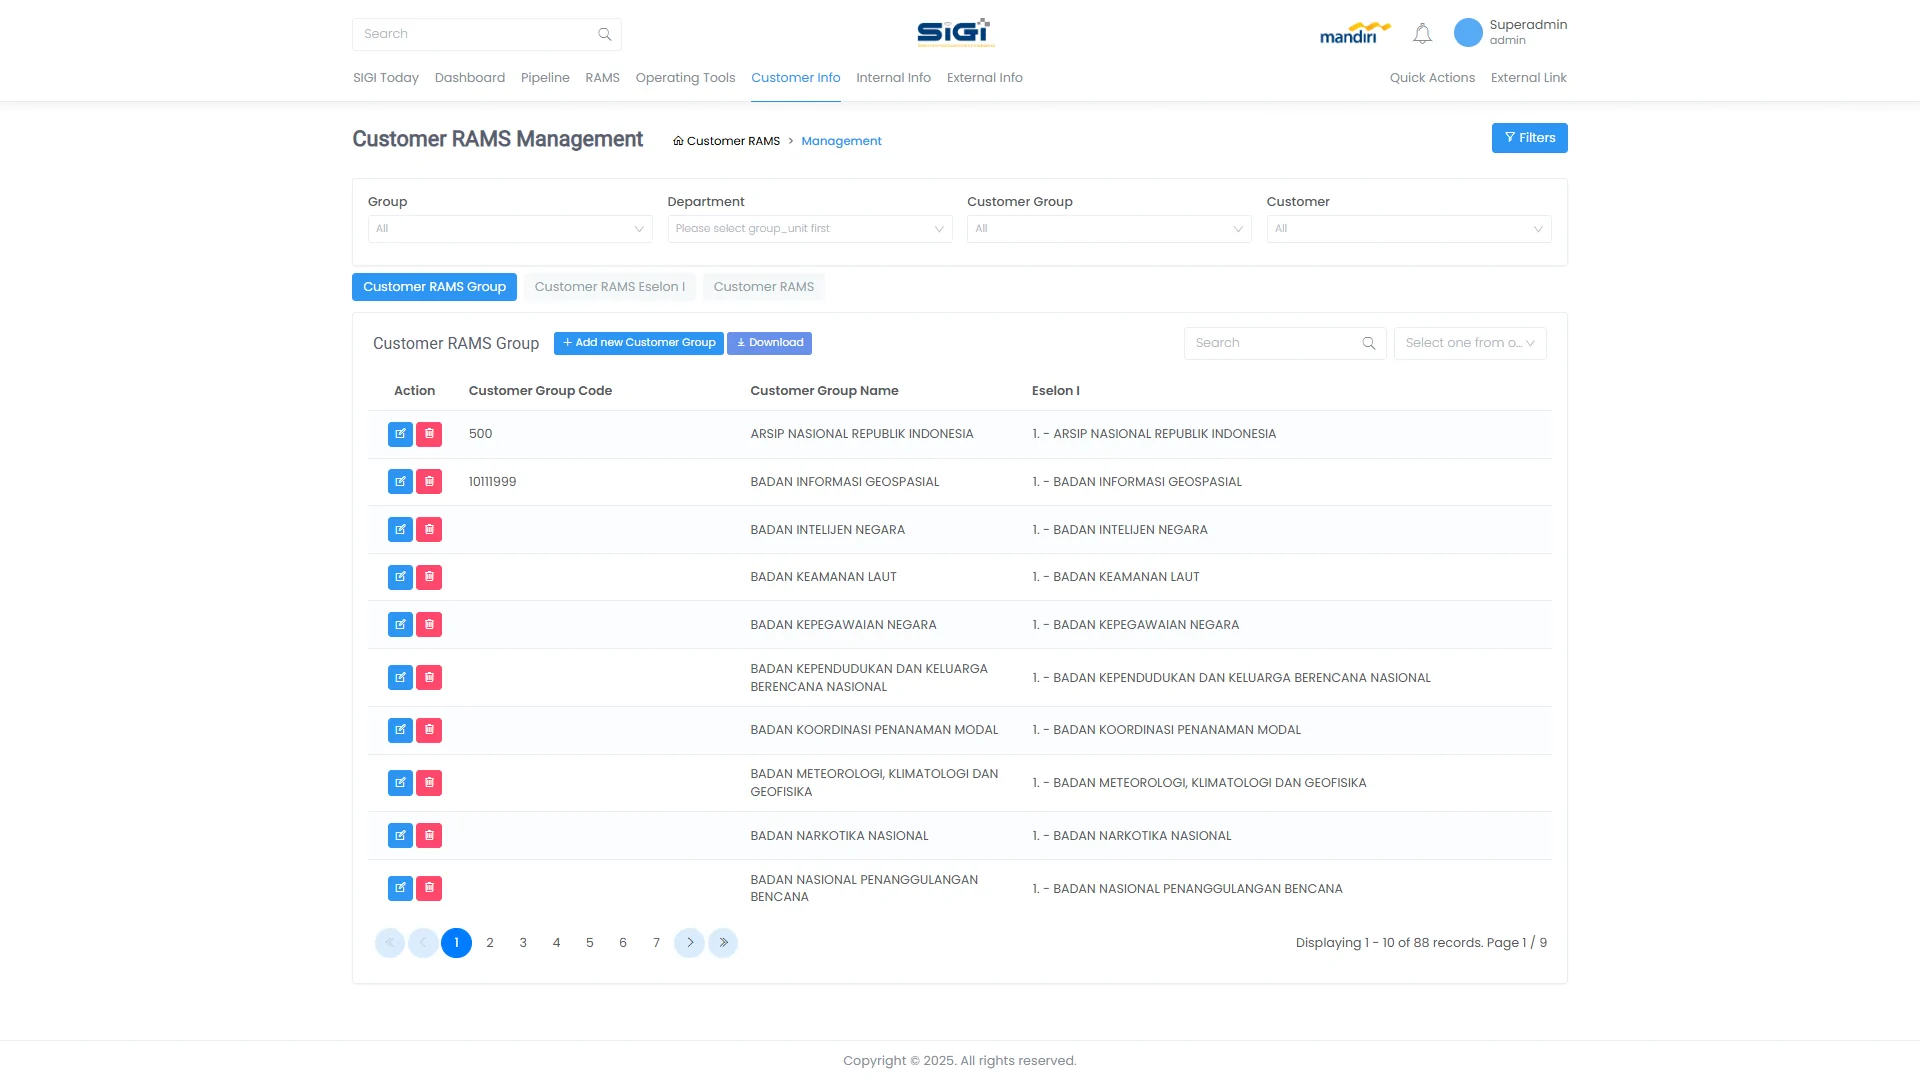 Search
SiGi
mandiri
Superadmin
admin
SIGI Today Dashboard Pipeline RAMS Operating Tools Customer Info Internal Info External Info Quick Actions External Link
Customer RAMS Management
Customer RAMS > Management
Filters
Group Department Customer Group Customer
All Please select group_unit first All All
Customer RAMS Group Customer RAMS Eselon I Customer RAMS
Customer RAMS Group + Add new Customer Group Download Search Select one from o...
Action Customer Group Code Customer Group Name Eselon I
500 ARSIP NASIONAL REPUBLIK INDONESIA 1. - ARSIP NASIONAL REPUBLIK INDONESIA
10111999 BADAN INFORMASI GEOSPASIAL 1. - BADAN INFORMASI GEOSPASIAL
BADAN INTELIJEN NEGARA 1. - BADAN INTELIJEN NEGARA
BADAN KEAMANAN LAUT 1. - BADAN KEAMANAN LAUT
BADAN KEPEGAWAIAN NEGARA 1. - BADAN KEPEGAWAIAN NEGARA
BADAN KEPENDUDUKAN DAN KELUARGA
BERENCANA NASIONAL
1. - BADAN KEPENDUDUKAN DAN KELUARGA BERENCANA NASIONAL
BADAN KOORDINASI PENANAMAN MODAL 1. - BADAN KOORDINASI PENANAMAN MODAL
BADAN METEOROLOGI, KLIMATOLOGI DAN
GEOFISIKA
1. - BADAN METEOROLOGI, KLIMATOLOGI DAN GEOFISIKA
BADAN NARKOTIKA NASIONAL 1. - BADAN NARKOTIKA NASIONAL
BADAN NASIONAL PENANGGULANGAN
BENCANA
1. - BADAN NASIONAL PENANGGULANGAN BENCANA
« < 1 2 3 4 5 6 7 > » Displaying 1 - 10 of 88 records. Page 1 / 9
Copyright © 2025. All rights reserved.